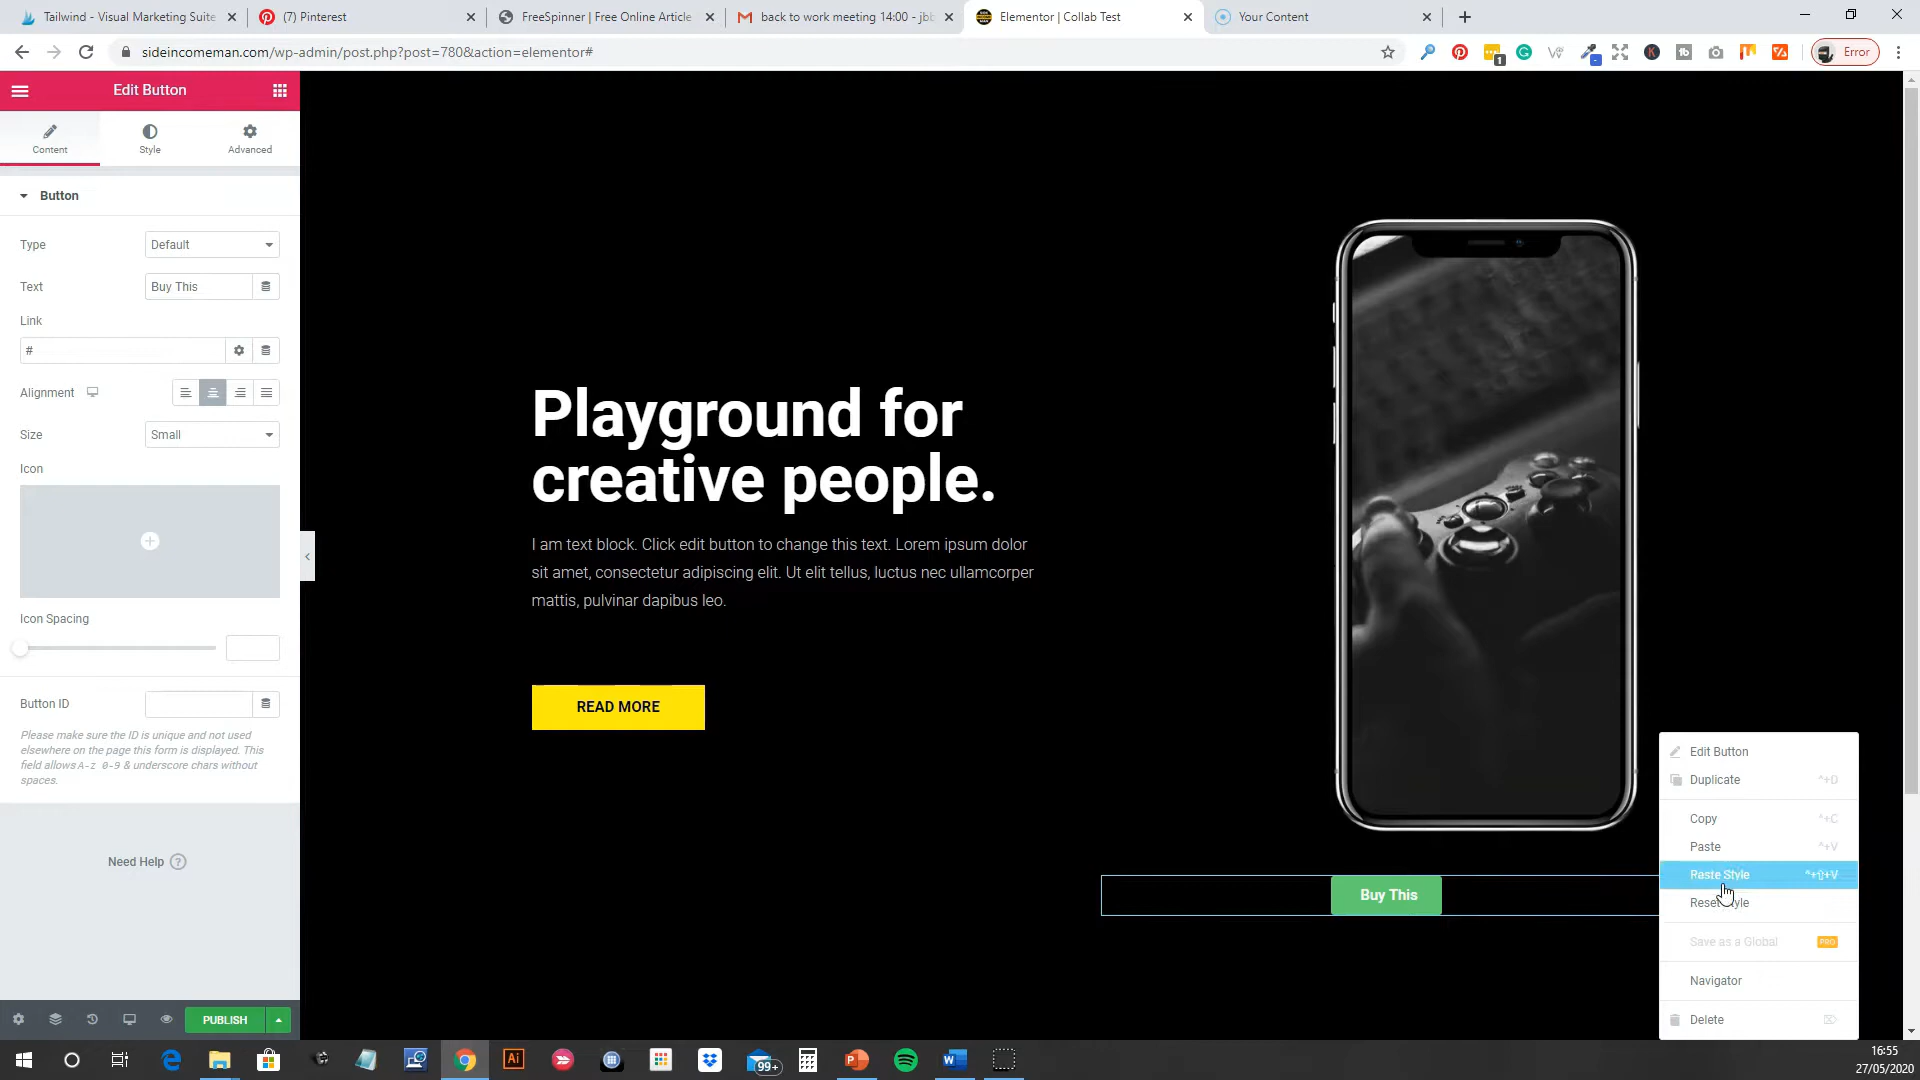 Tailwind - Visual Marketing Suite
(7) Pinterest
FreeSpinner | Free Online Article
back to work meeting 14:00 - jbb
Elementor | Collab Test
Your Content
sideincomeman.com/wp-admin/post.php?post=780&action=elementor#
1
Error
Edit Button
Content
Style
Advanced
Button
Type
Default
Text
Buy This
Link
#
Alignment
Size
Small
Icon
Icon Spacing
Button ID
Please make sure the ID is unique and not used
elsewhere on the page this form is displayed. This
field allows A-z 0-9 & underscore chars without
spaces.
Need Help ?
PUBLISH
Playground for
creative people.
I am text block. Click edit button to change this text. Lorem ipsum dolor
sit amet, consectetur adipiscing elit. Ut elit tellus, luctus nec ullamcorper
mattis, pulvinar dapibus leo.
READ MORE
Buy This
Edit Button
Duplicate ^+D
Copy ^+C
Paste ^+V
Paste Style ^+⇧+V
Reset Style
Save as a Global PRO
Navigator
Delete
99+
16:55
27/05/2020